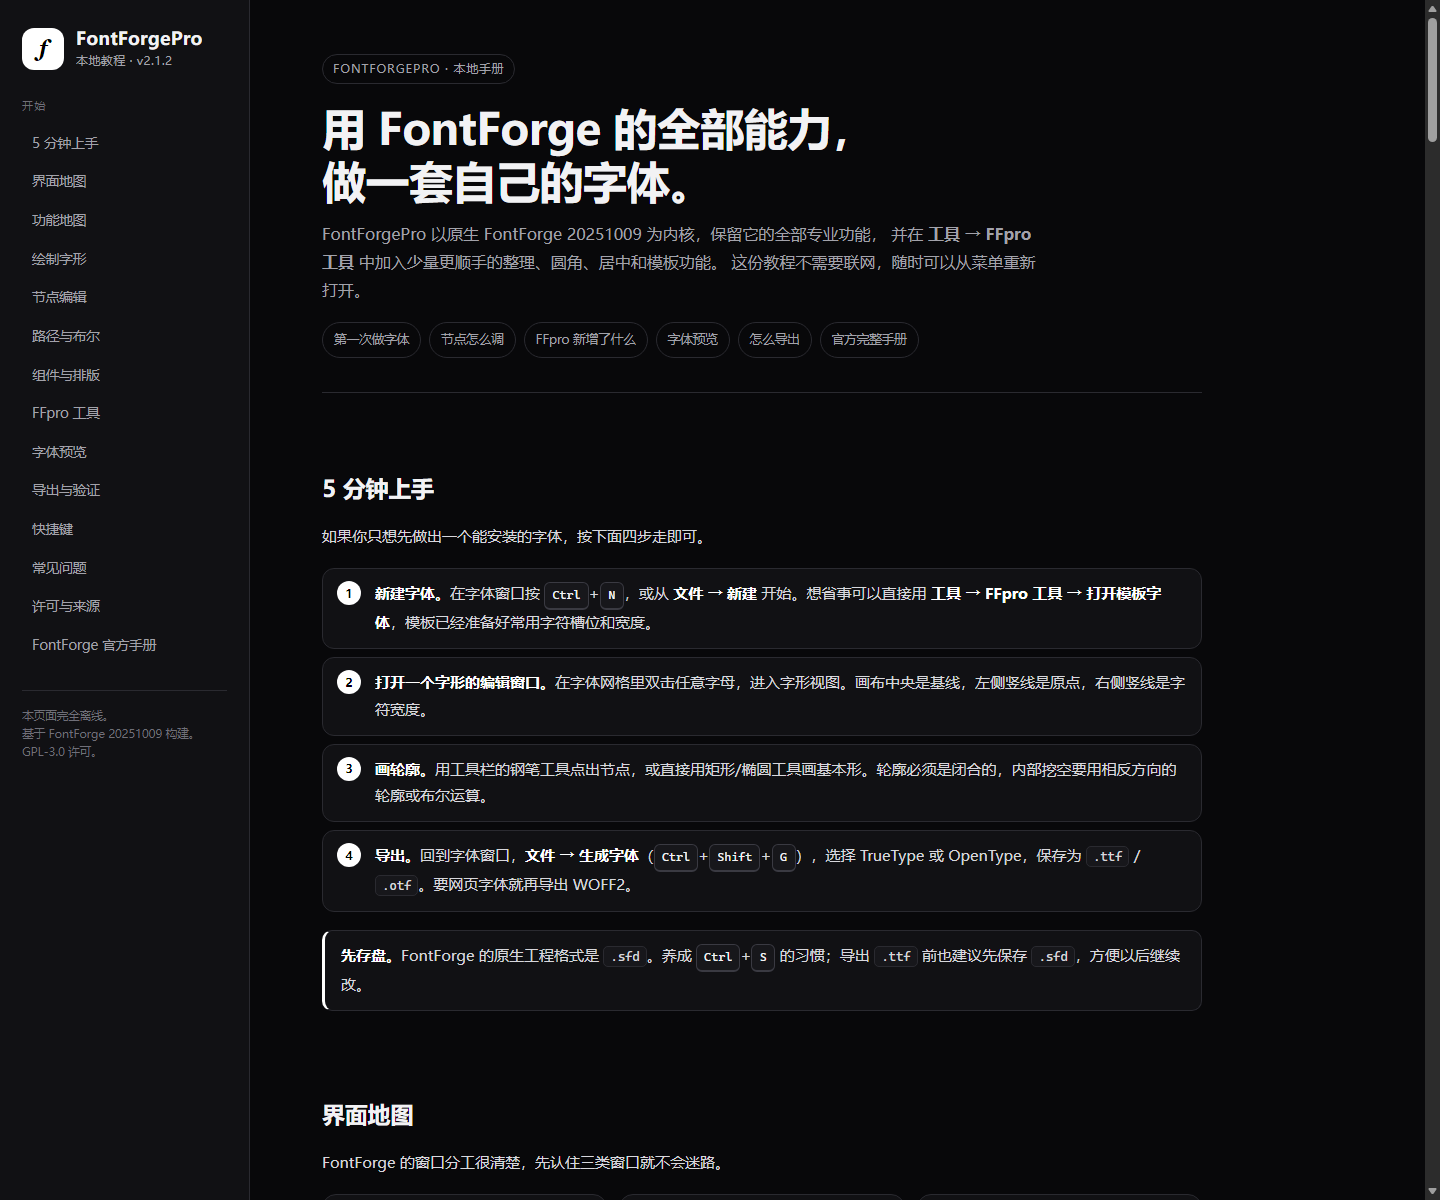 f
FontForgePro
本地教程 · v2.1.2
开始
5 分钟上手
界面地图
功能地图
绘制字形
节点编辑
路径与布尔
组件与排版
FFpro 工具
字体预览
导出与验证
快捷键
常见问题
许可与来源
FontForge 官方手册
本页面完全离线。
基于 FontForge 20251009 构建。
GPL-3.0 许可。
FONTFORGEPRO · 本地手册
用 FontForge 的全部能力，
做一套自己的字体。
FontForgePro 以原生 FontForge 20251009 为内核，保留它的全部专业功能， 并在 工具 → FFpro
工具 中加入少量更顺手的整理、圆角、居中和模板功能。 这份教程不需要联网，随时可以从菜单重新
打开。
第一次做字体 节点怎么调 FFpro 新增了什么 字体预览 怎么导出 官方完整手册
5 分钟上手
如果你只想先做出一个能安装的字体，按下面四步走即可。
1 新建字体。在字体窗口按 Ctrl + N ，或从 文件 → 新建 开始。想省事可以直接用 工具 → FFpro 工具 → 打开模板字
体，模板已经准备好常用字符槽位和宽度。
2 打开一个字形的编辑窗口。在字体网格里双击任意字母，进入字形视图。画布中央是基线，左侧竖线是原点，右侧竖线是字
符宽度。
3 画轮廓。用工具栏的钢笔工具点出节点，或直接用矩形/椭圆工具画基本形。轮廓必须是闭合的，内部挖空要用相反方向的
轮廓或布尔运算。
4 导出。回到字体窗口，文件 → 生成字体（Ctrl + Shift + G），选择 TrueType 或 OpenType，保存为 .ttf /
.otf 。要网页字体就再导出 WOFF2。
先存盘。FontForge 的原生工程格式是 .sfd 。养成 Ctrl + S 的习惯；导出 .ttf 前也建议先保存 .sfd ，方便以后继续
改。
界面地图
FontForge 的窗口分工很清楚，先认住三类窗口就不会迷路。